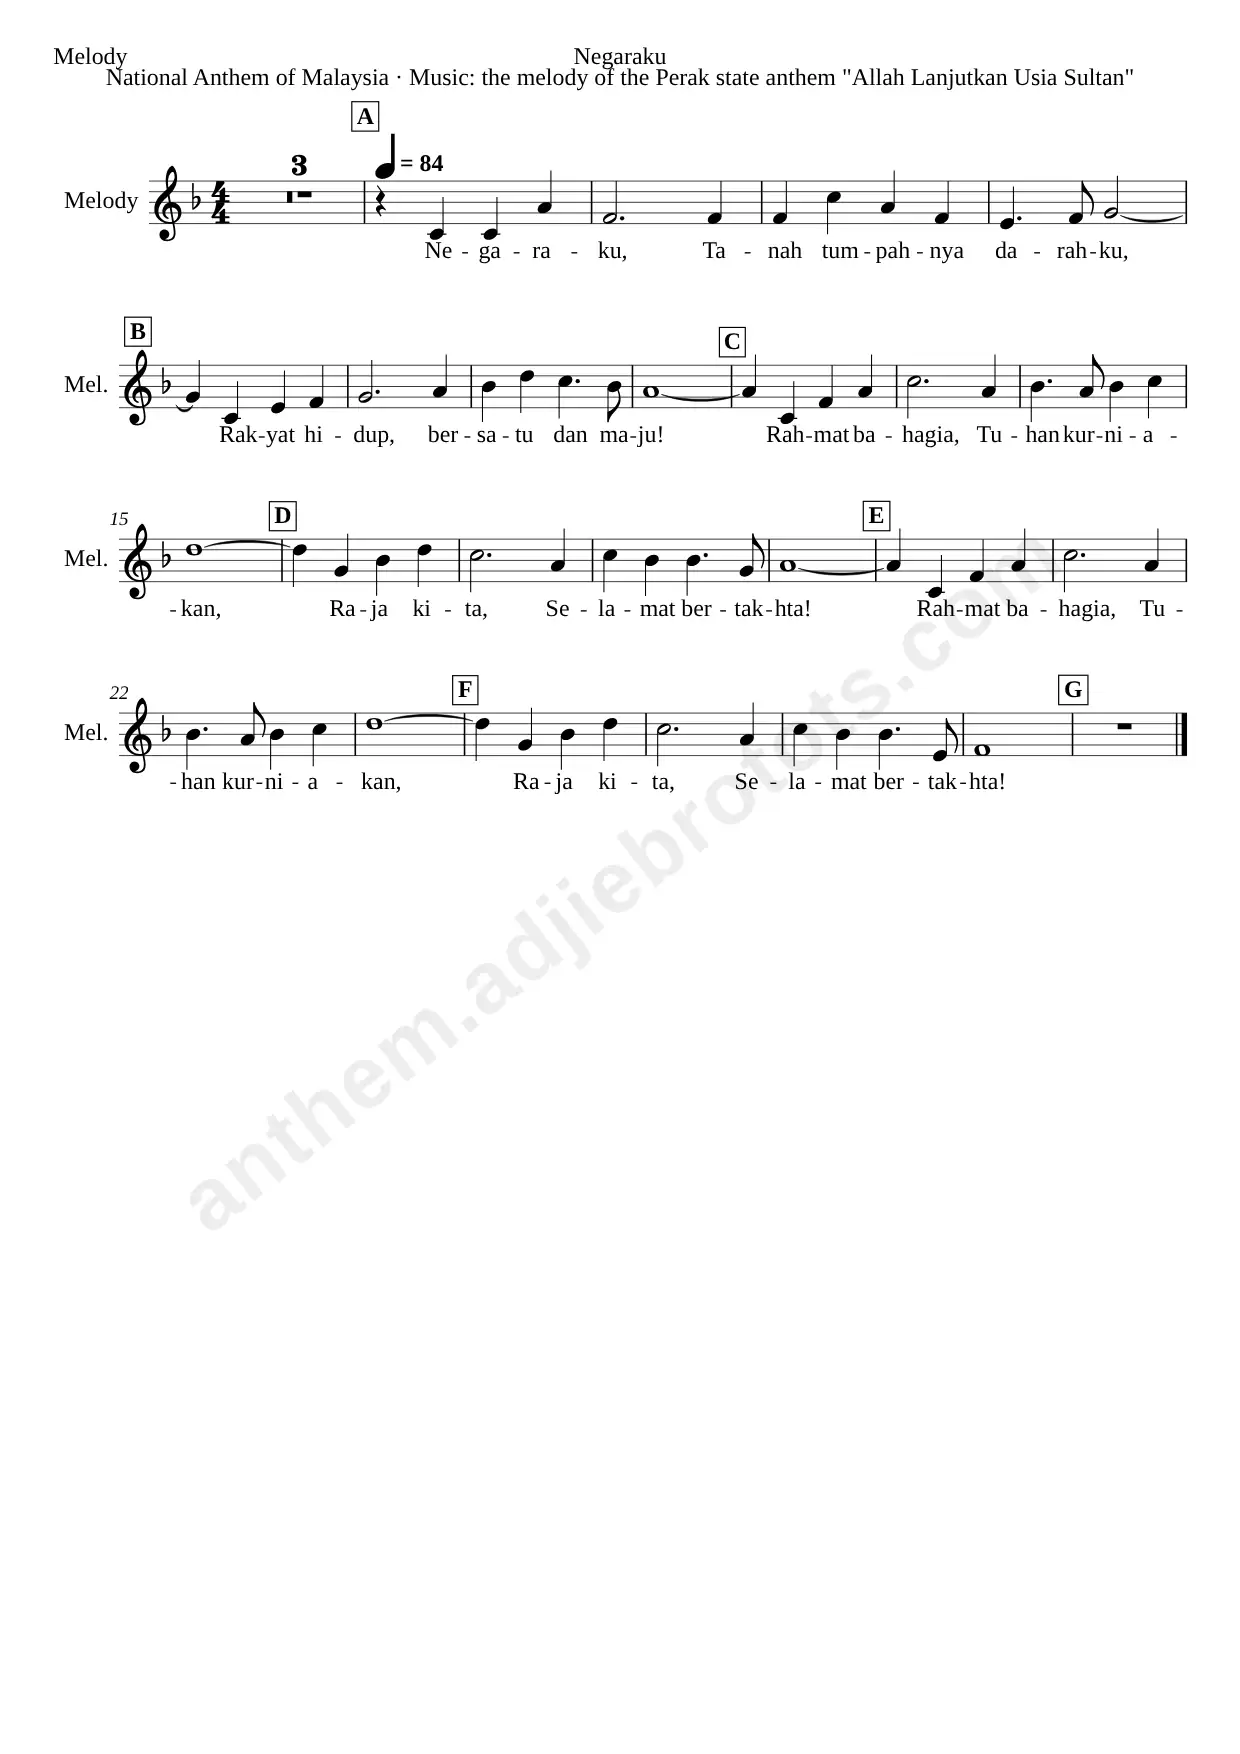 Melody
Negaraku
National Anthem of Malaysia · Music: the melody of the Perak state anthem "Allah Lanjutkan Usia Sultan"
A
3
= 84
Melody
4
4
Ne - ga - ra - ku, Ta - nah tum - pah - nya da - rah - ku,
B
C
Mel.
Rak - yat hi - dup, ber - sa - tu dan ma - ju! Rah - mat ba - hagia, Tu - han kur - ni - a -
15
D
E
Mel.
- kan, Ra - ja ki - ta, Se - la - mat ber - tak - hta! Rah - mat ba - hagia, Tu -
22
F
G
Mel.
- han kur - ni - a - kan, Ra - ja ki - ta, Se - la - mat ber - tak - hta!
anthem.adjiebrotots.com